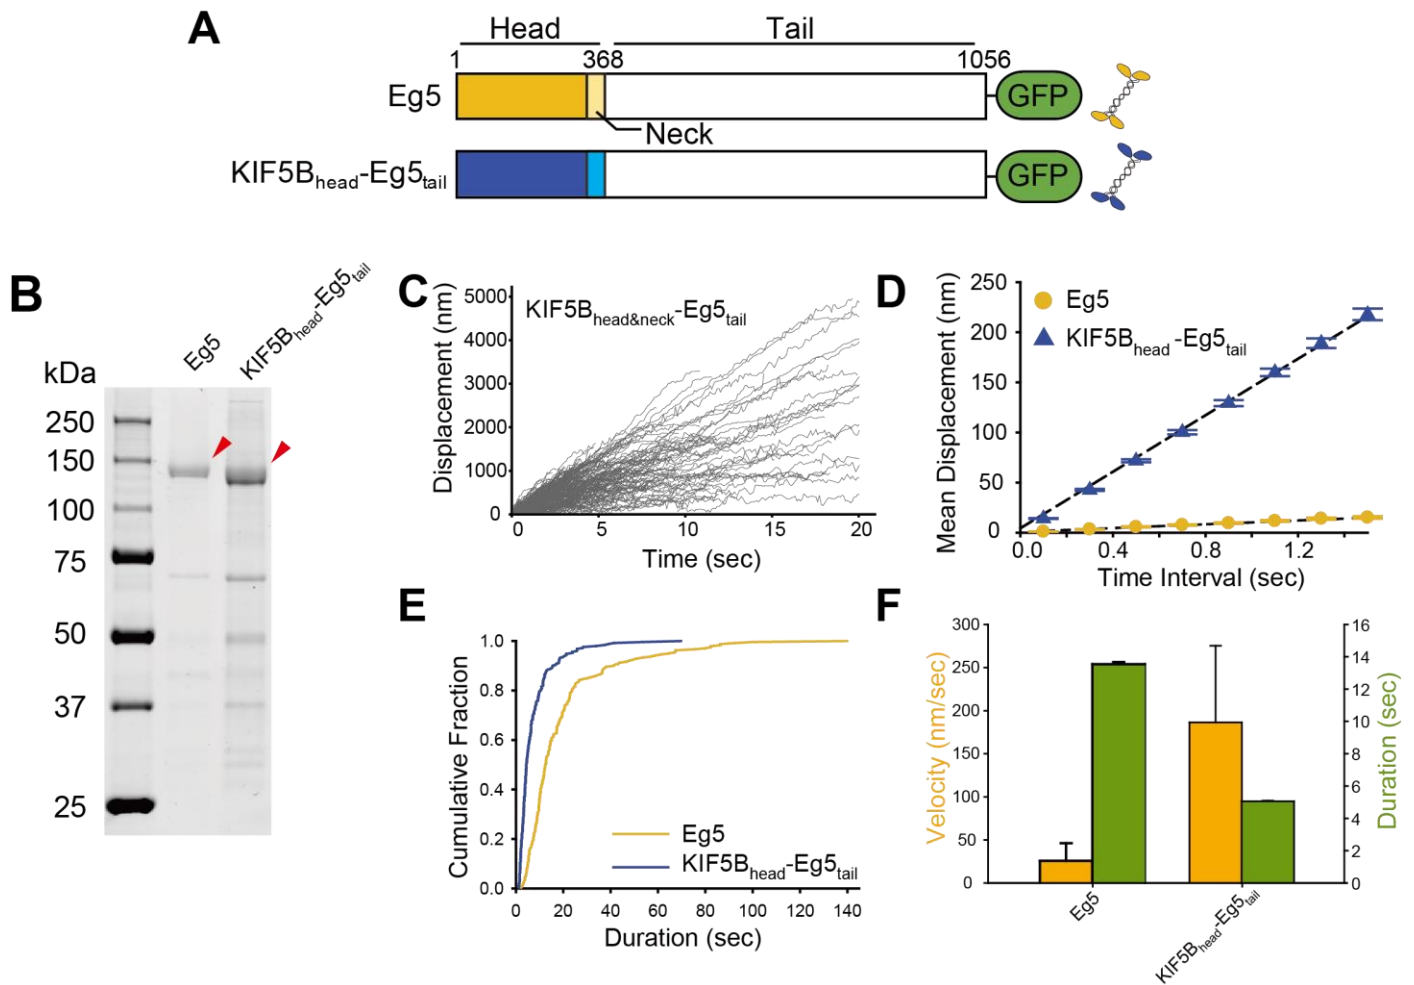 A
Head Tail
1 368 1056
Eg5 GFP
Neck
KIF5Bhead-Eg5tail GFP
B
Eg5
KIF5Bhead-Eg5tail
kDa
250
150
100
75
50
37
25
C
KIF5Bhead&neck-Eg5tail
Displacement (nm)
5000
4000
3000
2000
1000
0
0 5 10 15 20
Time (sec)
D
Eg5
KIF5Bhead-Eg5tail
Mean Displacement (nm)
250
200
150
100
50
0
0.0 0.4 0.8 1.2
Time Interval (sec)
E
Cumulative Fraction
1.0
0.8
0.6
0.4
0.2
0.0
Eg5
KIF5Bhead-Eg5tail
0 20 40 60 80 100 120 140
Duration (sec)
F
Velocity (nm/sec)
300
250
200
150
100
50
0
16
14
12
10
8
6
4
2
0
Duration (sec)
Eg5
KIF5Bhead-Eg5tail